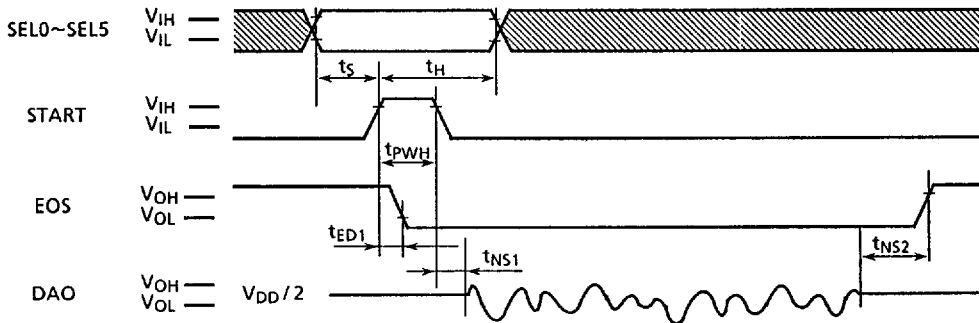 SEL0~SEL5
VIH
VIL
tS
tH
START
VIH
VIL
tPWH
EOS
VOH
VOL
tED1
tNS1
tNS2
DAO
VOH
VOL
VDD/2